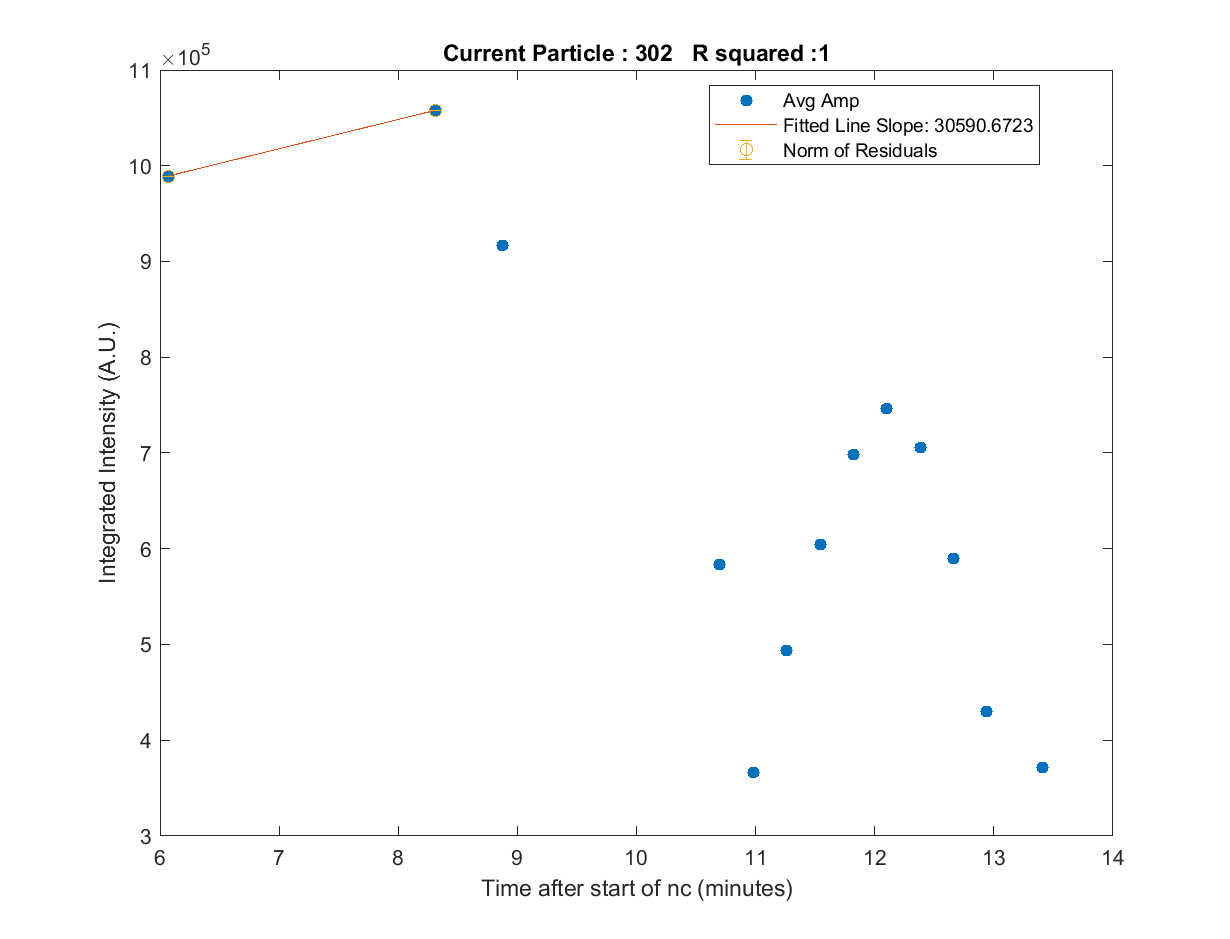 Current Particle : 302   R squared :1
×10^5
11
10
9
8
7
6
5
4
3
Integrated Intensity (A.U.)
Avg Amp
Fitted Line Slope: 30590.6723
Norm of Residuals
6 7 8 9 10 11 12 13 14
Time after start of nc (minutes)